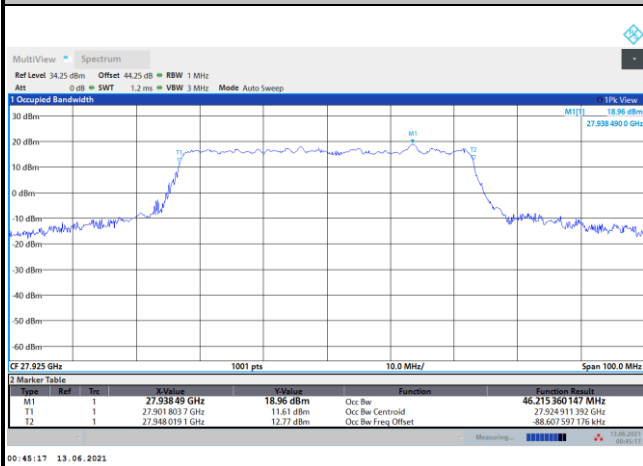 MultiView Spectrum
Ref Level 34.25 dBm Offset 44.25 dB RBW 1 MHz
Att 0 dB SWT 1.2 ms VBW 3 MHz Mode Auto Sweep
1 Occupied Bandwidth 1Pk View
M1[1] 18.96 dBm
27.938 490 0 GHz
30 dBm
20 dBm
10 dBm
0 dBm
-10 dBm
-20 dBm
-30 dBm
-40 dBm
-50 dBm
-60 dBm
M1
T1
T2
CF 27.925 GHz 1001 pts 10.0 MHz/ Span 100.0 MHz
2 Marker Table
Type Ref Trc X-Value Y-Value Function Function Result
M1 1 27.938 49 GHz 18.96 dBm Occ Bw 46.215 360 147 MHz
T1 1 27.901 803 7 GHz 11.61 dBm Occ Bw Centroid 27.924 911 392 GHz
T2 1 27.948 019 1 GHz 12.77 dBm Occ Bw Freq Offset -88.607 597 176 kHz
Measuring... 13.06.2021
00:45:17
00:45:17 13.06.2021